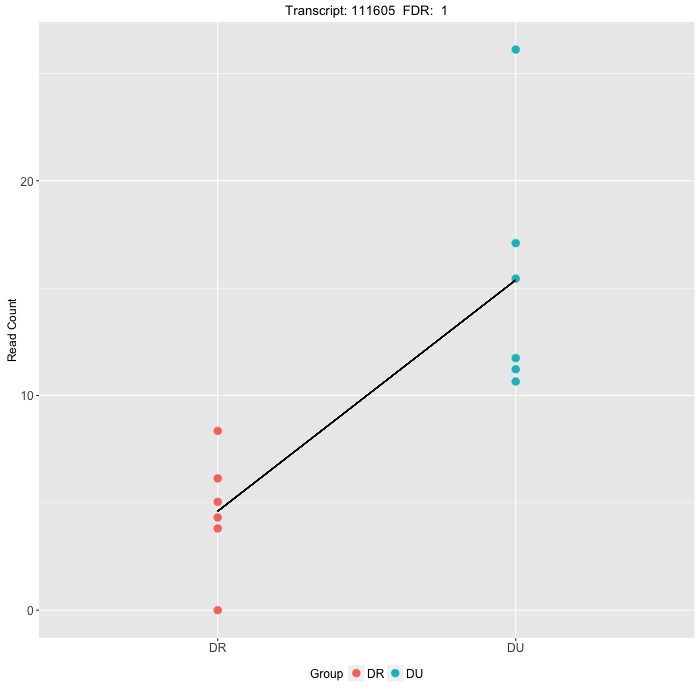 Transcript: 111605 FDR: 1
Read Count
20
10
0
DR
DU
Group DR DU